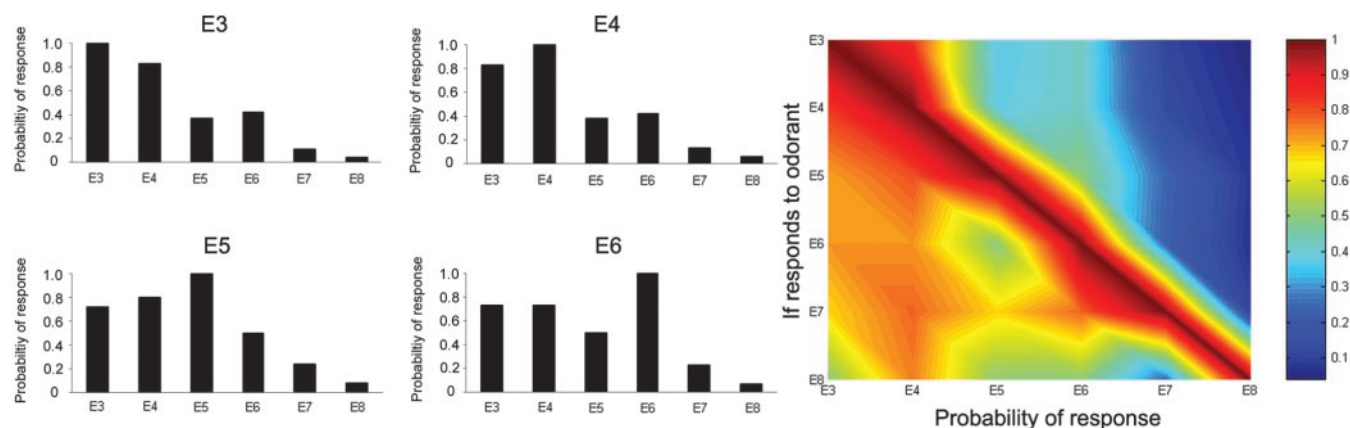 E3
Probabiltiy of response
1.0
0.8
0.6
0.4
0.2
0
E3 E4 E5 E6 E7 E8
E4
Probabiltiy of response
1.0
0.8
0.6
0.4
0.2
0
E3 E4 E5 E6 E7 E8
E5
Probabiltiy of response
1.0
0.8
0.6
0.4
0.2
0
E3 E4 E5 E6 E7 E8
E6
Probabiltiy of response
1.0
0.8
0.6
0.4
0.2
0
E3 E4 E5 E6 E7 E8
If responds to odorant
E3
E4
E5
E6
E7
E8
E3 E4 E5 E6 E7 E8
Probability of response
1
0.9
0.8
0.7
0.6
0.5
0.4
0.3
0.2
0.1